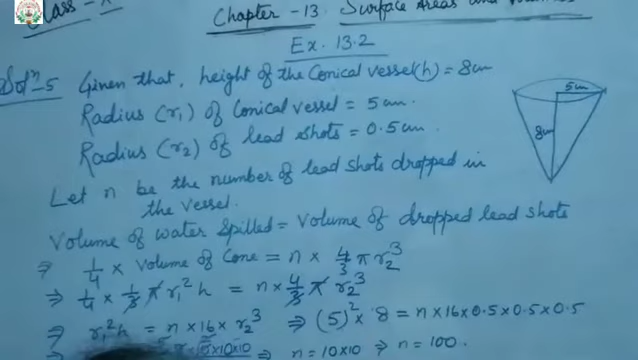 Class - X
Chapter - 13. Surface Areas and
Ex. 13.2
Solⁿ-5 Given that, height of the Conical vessel (h) = 8cm
Radius (r₁) of Conical vessel = 5 cm.
Radius (r₂) of lead shots = 0.5 cm.
5cm
8cm
Let n be the number of lead shots dropped in
the vessel.
Volume of water Spilled = Volume of dropped lead shots
⇒ 1/4 × Volume of Cone = n × 4/3 π r₂³
⇒ 1/4 × 1/3 π r₁² h = n × 4/3 π r₂³
⇒ r₁² h = n × 16 × r₂³ ⇒ (5)² × 8 = n × 16 × 0.5 × 0.5 × 0.5
⇒ n = 10×10 ⇒ n = 100.